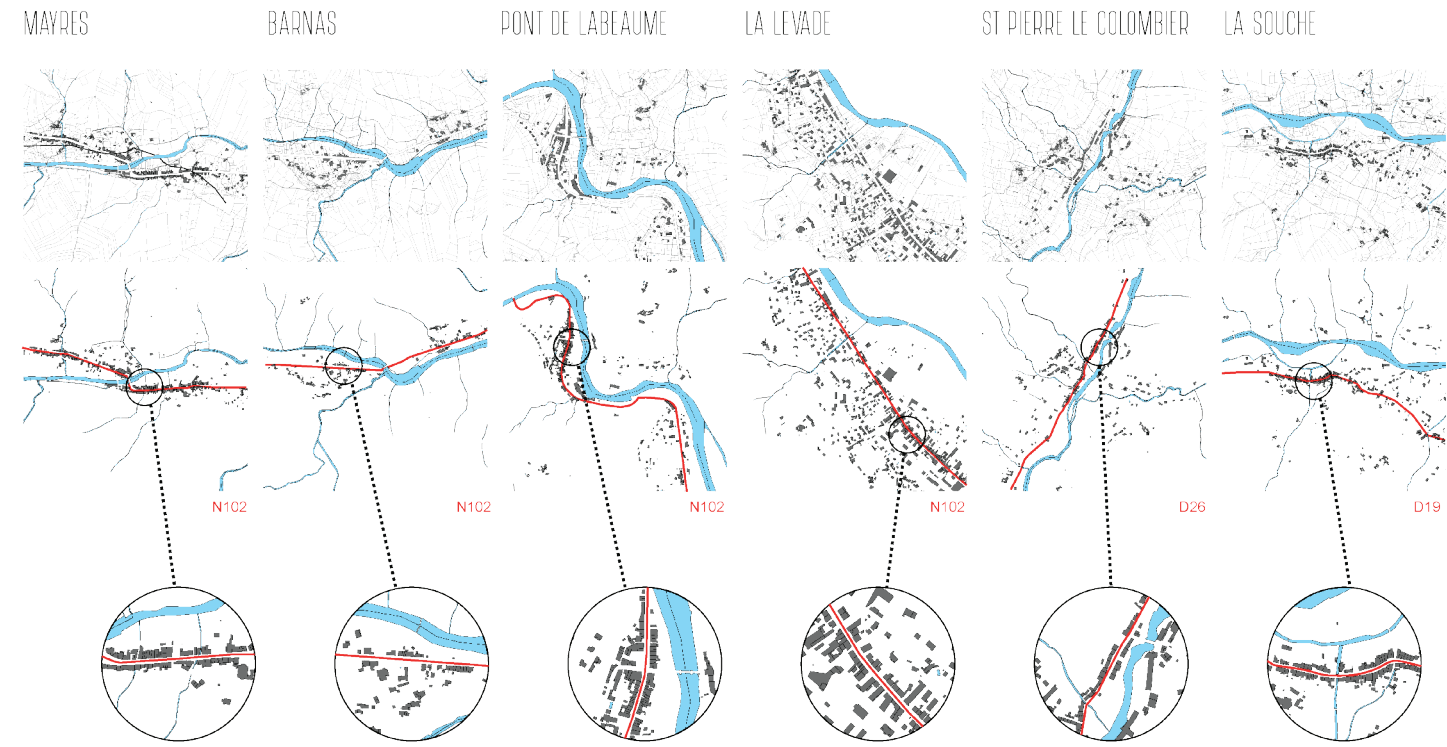 MAYRES
BARNAS
PONT DE LABEAUME
LA LEVADE
ST PIERRE LE COLOMBIER
LA SOUCHE
N102
N102
N102
N102
D26
D19